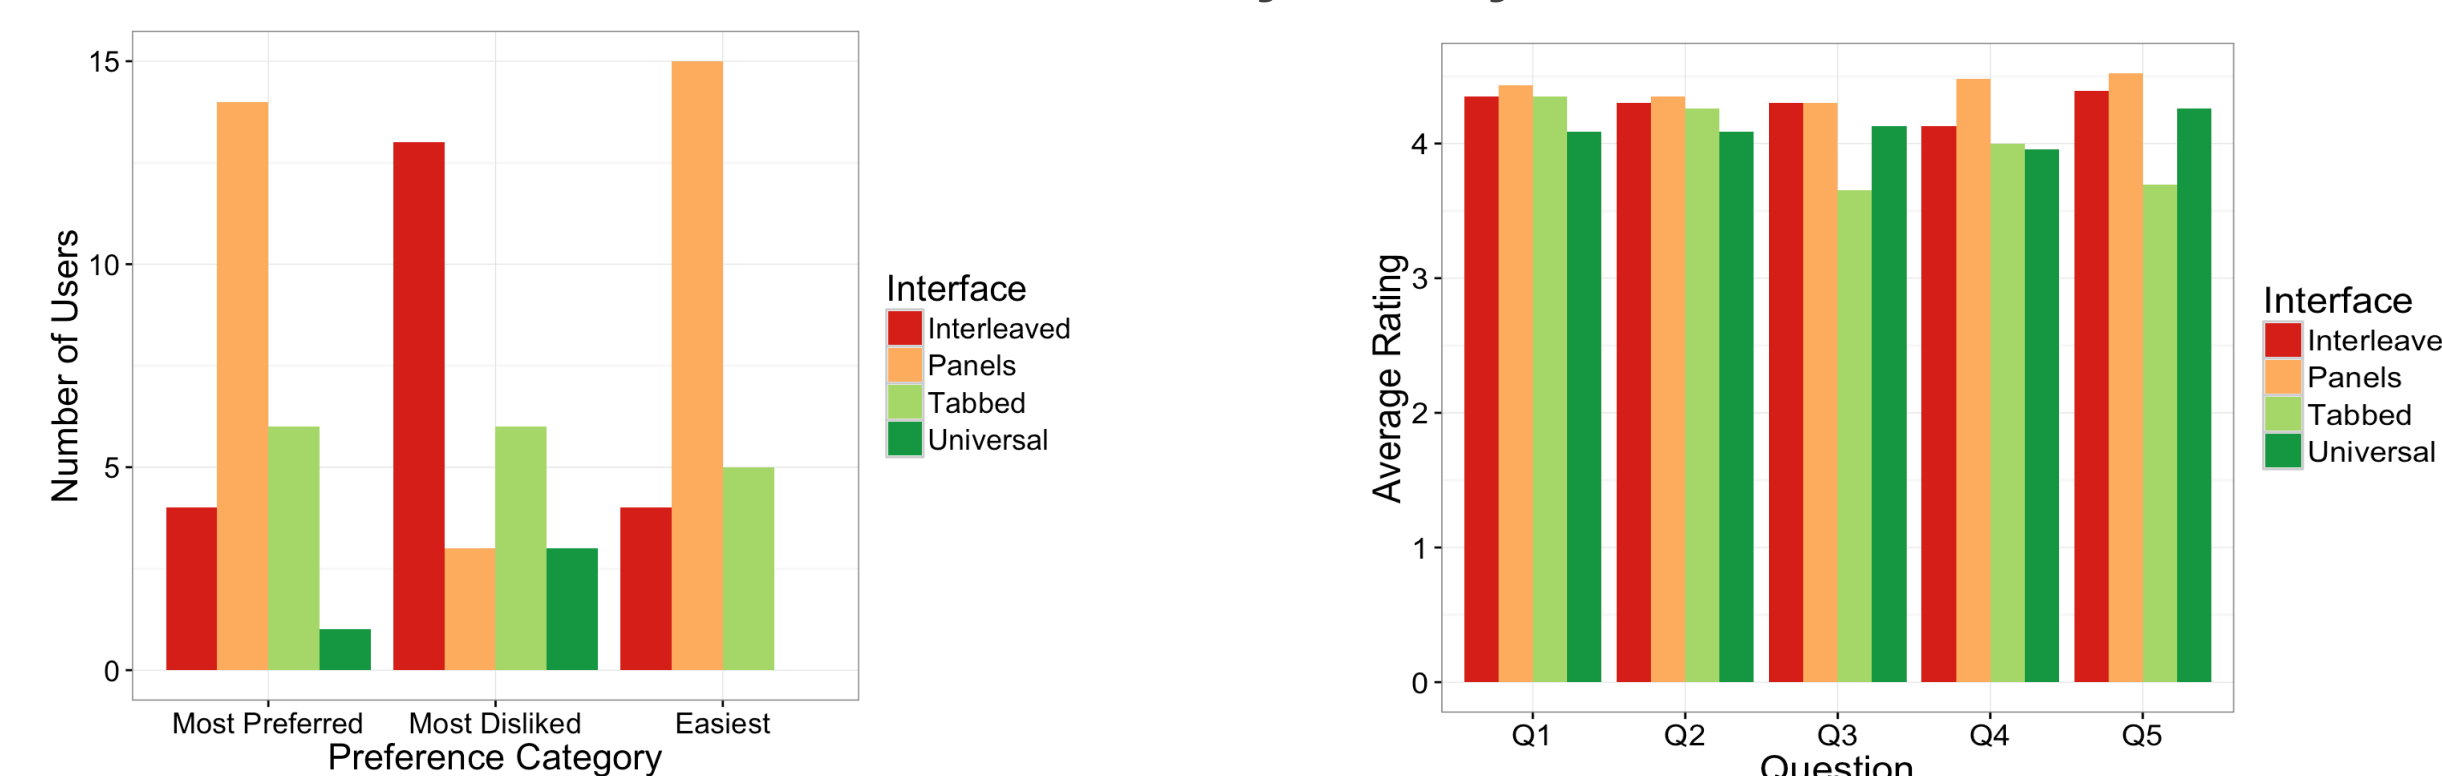 15
10
5
0
Number of Users
Most Preferred
Most Disliked
Easiest
Preference Category
Interface
Interleaved
Panels
Tabbed
Universal
4
3
2
1
0
Average Rating
Q1
Q2
Q3
Q4
Q5
Question
Interface
Interleave
Panels
Tabbed
Universal